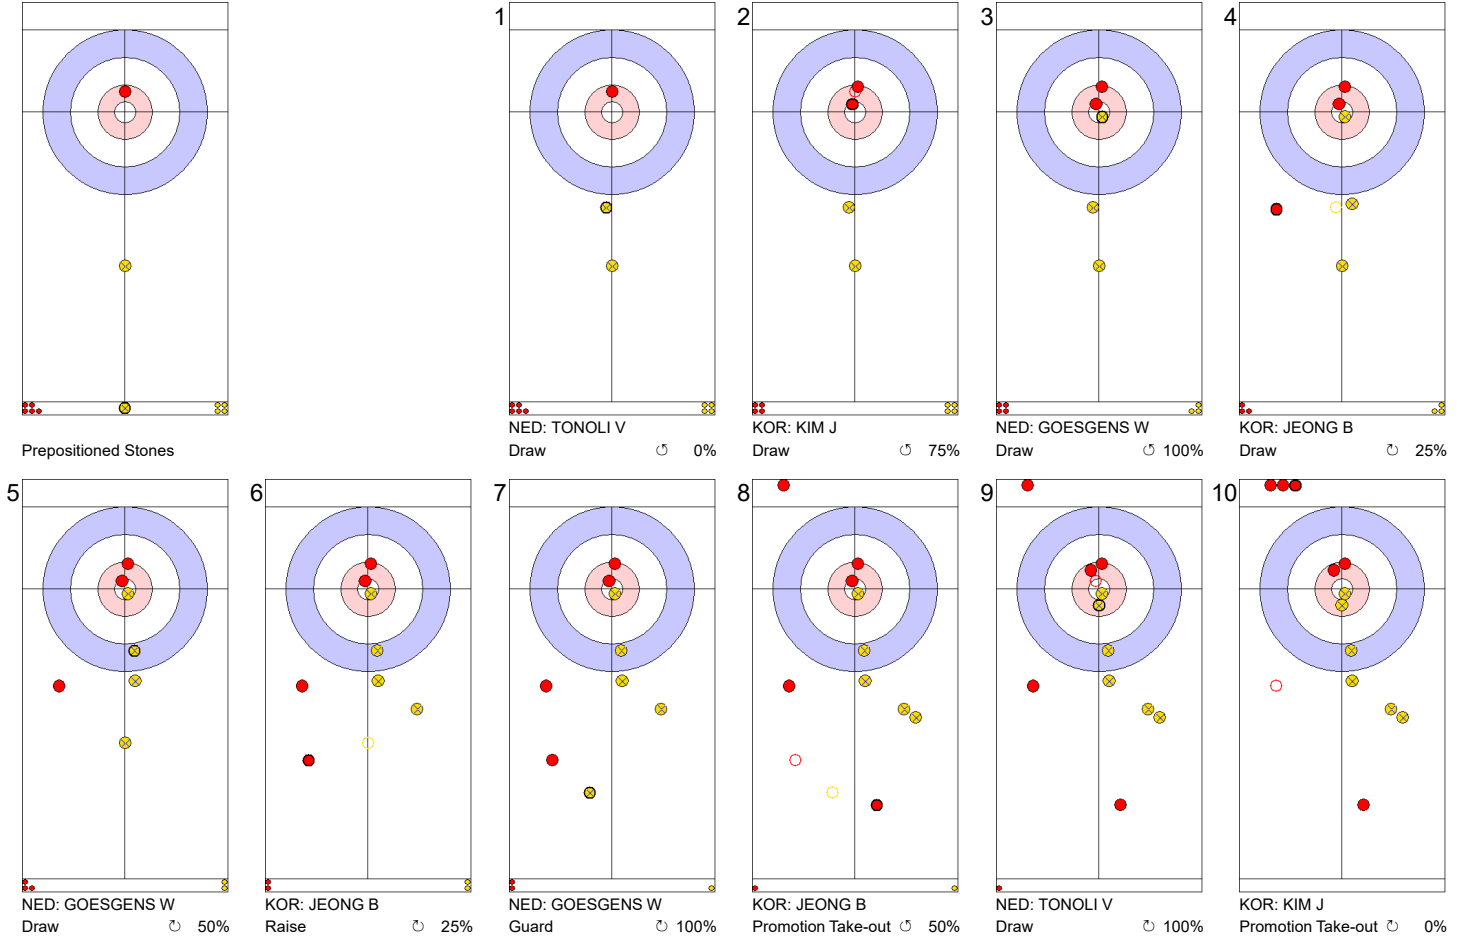 Prepositioned Stones
1
NED: TONOLI V
Draw ↺ 0%
2
KOR: KIM J
Draw ↺ 75%
3
NED: GOESGENS W
Draw ↺ 100%
4
KOR: JEONG B
Draw ↻ 25%
5
NED: GOESGENS W
Draw ↻ 50%
6
KOR: JEONG B
Raise ↻ 25%
7
NED: GOESGENS W
Guard ↻ 100%
8
KOR: JEONG B
Promotion Take-out ↺ 50%
9
NED: TONOLI V
Draw ↻ 100%
10
KOR: KIM J
Promotion Take-out ↻ 0%